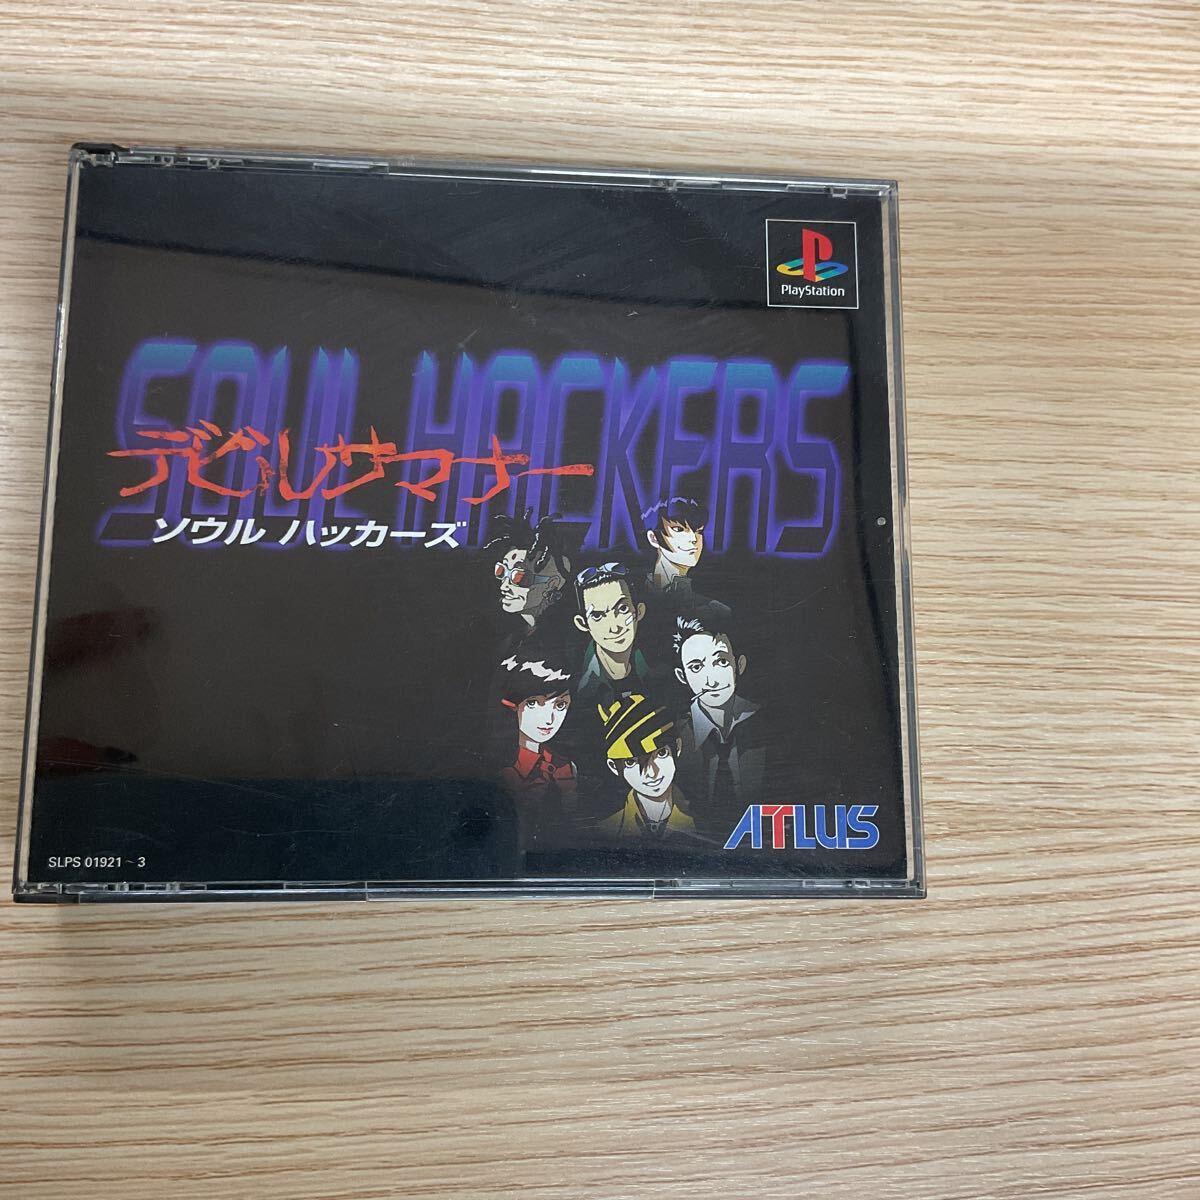 PlayStation
SOUL HACKERS
デビルサマナー
ソウル ハッカーズ
ATLUS
SLPS 01921~3